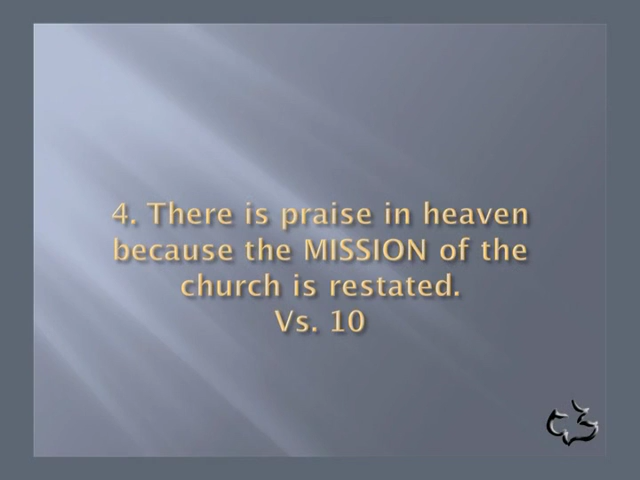 4. There is praise in heaven
because the MISSION of the
church is restated.
Vs. 10